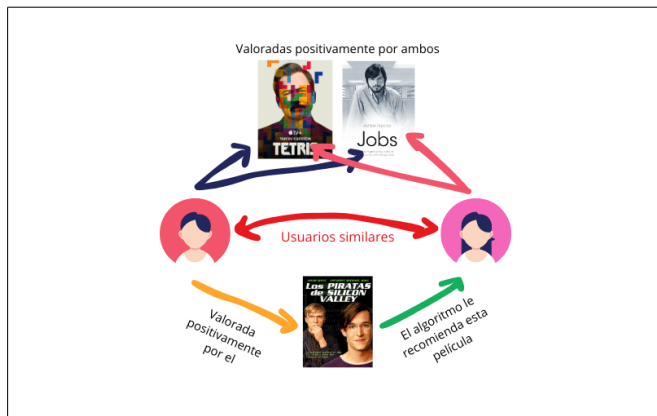 Valoradas positivamente por ambos
tv+
TETRIS
Jobs
Usuarios similares
Los PIRATAS
de SILICON
VALLEY
Valorada
positivamente
por el
El algoritmo le
recomienda esta
película